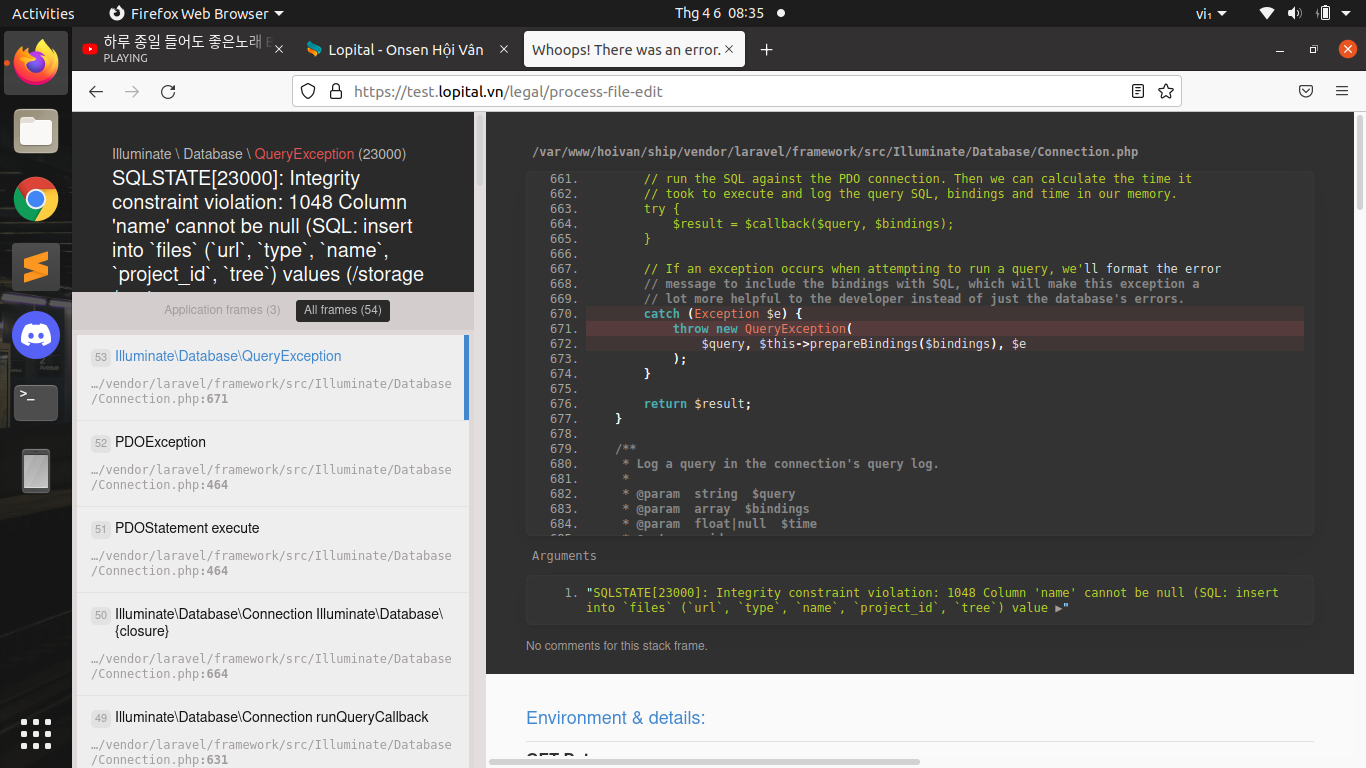 Activities
Firefox Web Browser
Thg 4 6 08:35
vi₁
하루 종일 들어도 좋은노래
PLAYING
Lopital - Onsen Hội Vân
Whoops! There was an error.
https://test.lopital.vn/legal/process-file-edit
Illuminate \ Database \ QueryException (23000)
SQLSTATE[23000]: Integrity
constraint violation: 1048 Column
'name' cannot be null (SQL: insert
into `files` (`url`, `type`, `name`,
`project_id`, `tree`) values (/storage
Application frames (3)
All frames (54)
53 Illuminate\Database\QueryException
…/vendor/laravel/framework/src/Illuminate/Database
/Connection.php:671
52 PDOException
…/vendor/laravel/framework/src/Illuminate/Database
/Connection.php:464
51 PDOStatement execute
…/vendor/laravel/framework/src/Illuminate/Database
/Connection.php:464
50 Illuminate\Database\Connection Illuminate\Database\
{closure}
…/vendor/laravel/framework/src/Illuminate/Database
/Connection.php:664
49 Illuminate\Database\Connection runQueryCallback
…/vendor/laravel/framework/src/Illuminate/Database
/Connection.php:631
/var/www/hoivan/ship/vendor/laravel/framework/src/Illuminate/Database/Connection.php
661. // run the SQL against the PDO connection. Then we can calculate the time it
662. // took to execute and log the query SQL, bindings and time in our memory.
663. try {
664. $result = $callback($query, $bindings);
665. }
666.
667. // If an exception occurs when attempting to run a query, we'll format the error
668. // message to include the bindings with SQL, which will make this exception a
669. // lot more helpful to the developer instead of just the database's errors.
670. catch (Exception $e) {
671. throw new QueryException(
672. $query, $this->prepareBindings($bindings), $e
673. );
674. }
675.
676. return $result;
677. }
678.
679. /**
680. * Log a query in the connection's query log.
681. *
682. * @param string $query
683. * @param array $bindings
684. * @param float|null $time
Arguments
1. "SQLSTATE[23000]: Integrity constraint violation: 1048 Column 'name' cannot be null (SQL: insert
into `files` (`url`, `type`, `name`, `project_id`, `tree`) value ▶"
No comments for this stack frame.
Environment & details: